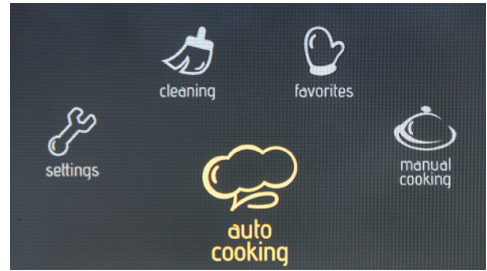 cleaning
favorites
settings
manual
cooking
auto
cooking